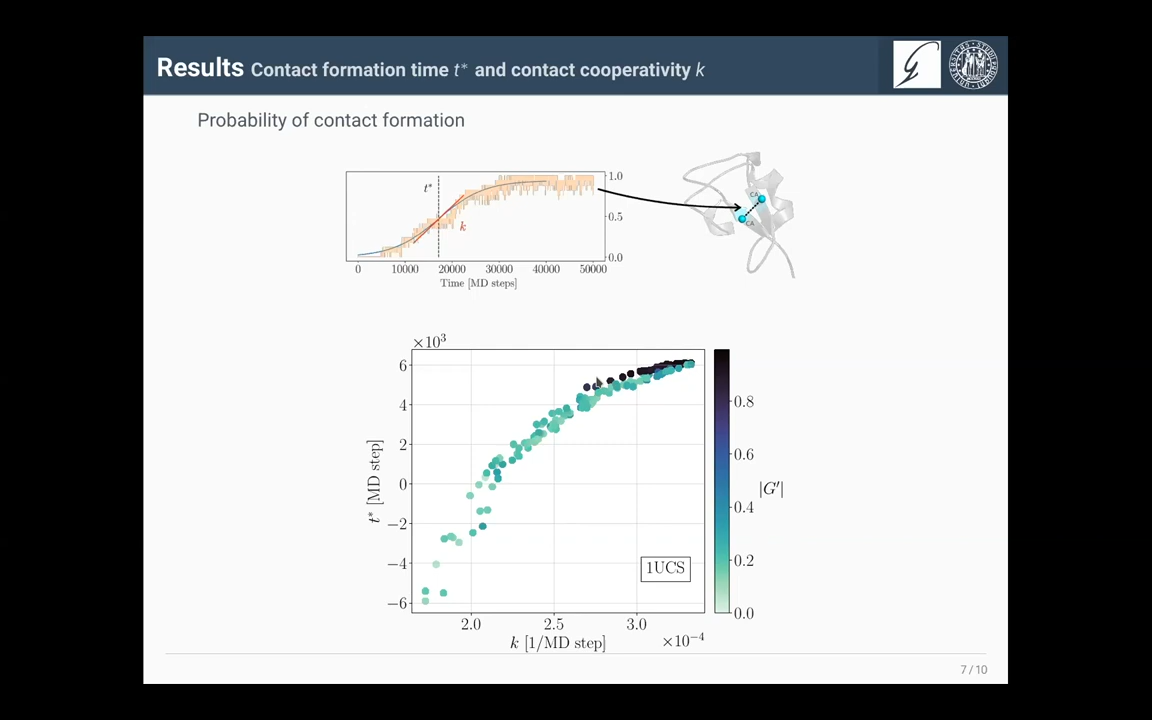 Results Contact formation time t* and contact cooperativity k
Probability of contact formation
t*
k
1.0
0.5
0.0
0 10000 20000 30000 40000 50000
Time [MD steps]
CA
CA
×10³
6
4
2
0
−2
−4
−6
t* [MD step]
2.0 2.5 3.0
k [1/MD step] ×10⁻⁴
1UCS
0.8
0.6
0.4
0.2
0.0
|G′|
7 / 10